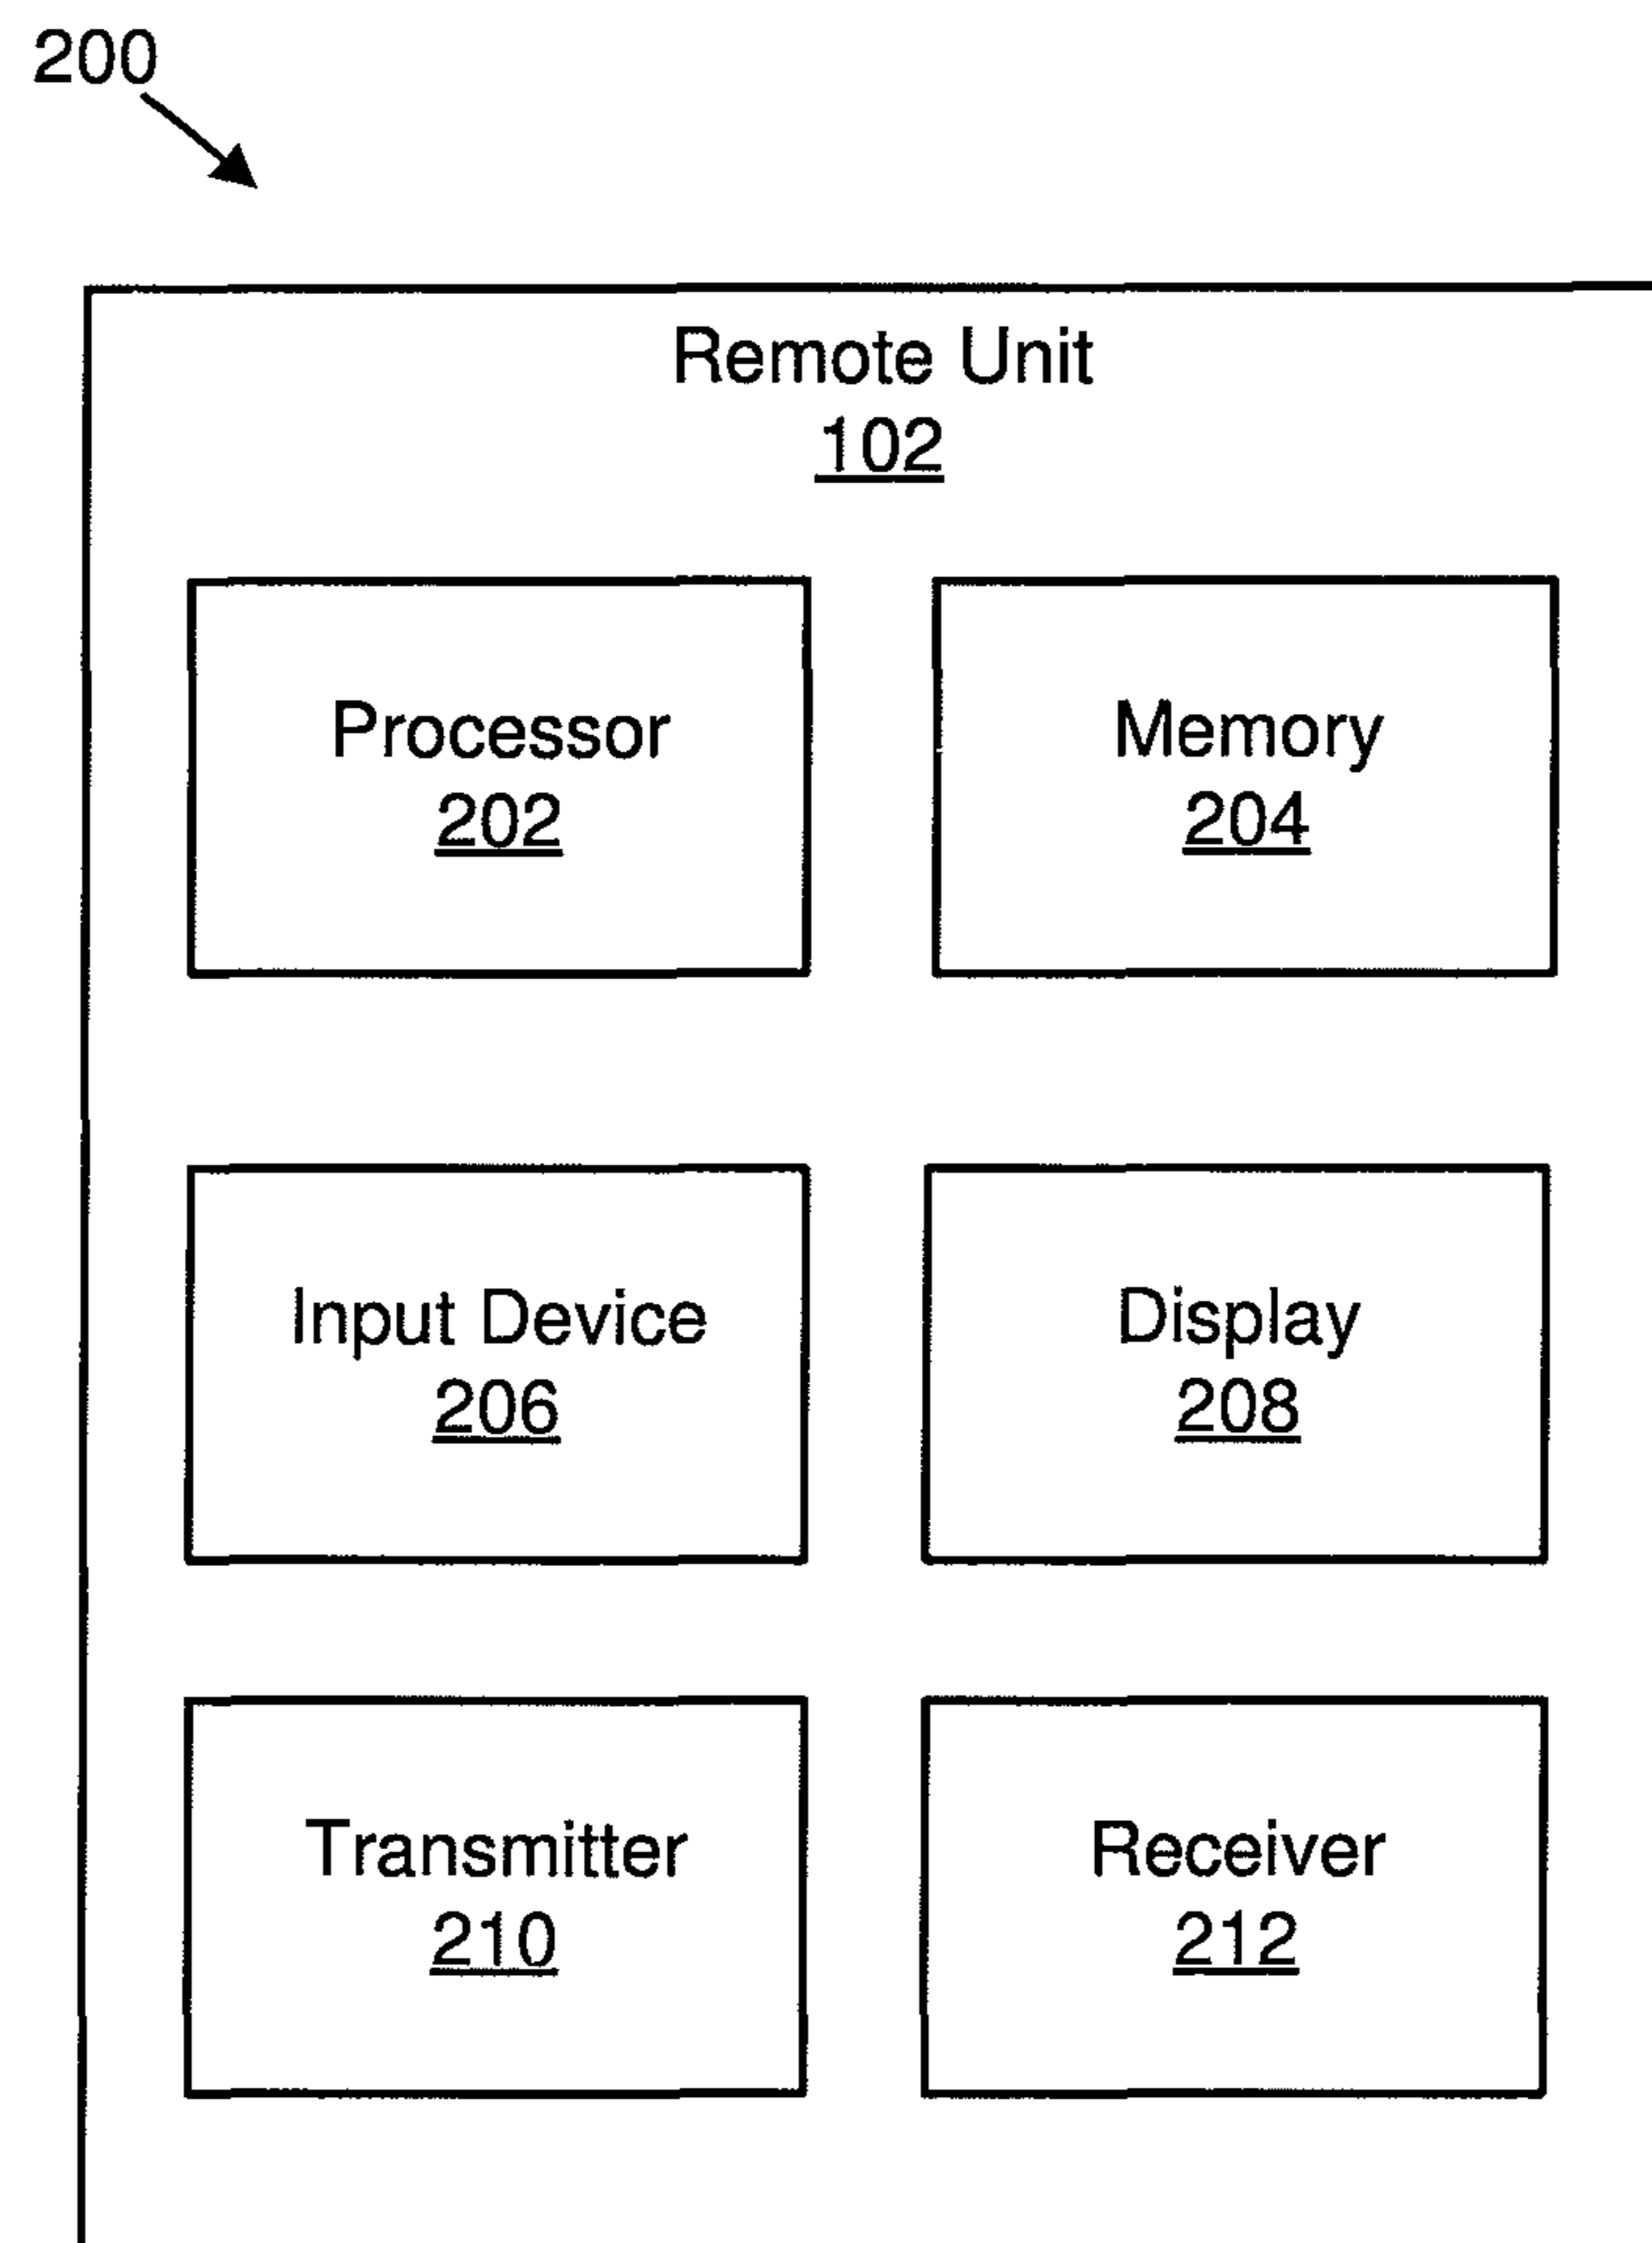 200
Remote Unit
102
Processor
202
Memory
204
Input Device
206
Display
208
Transmitter
210
Receiver
212